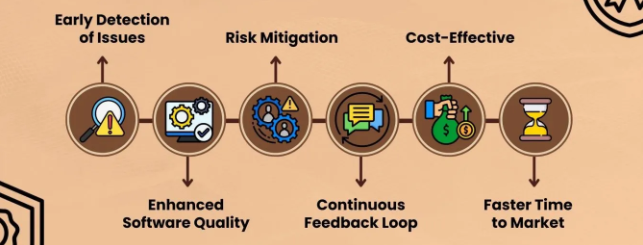 Early Detection
of Issues
Risk Mitigation
Cost-Effective
Enhanced
Software Quality
Continuous
Feedback Loop
Faster Time
to Market